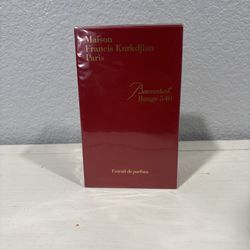 Maison
Francis Kurkdjian
Paris
Baccarat
Rouge 540
Extrait de parfum